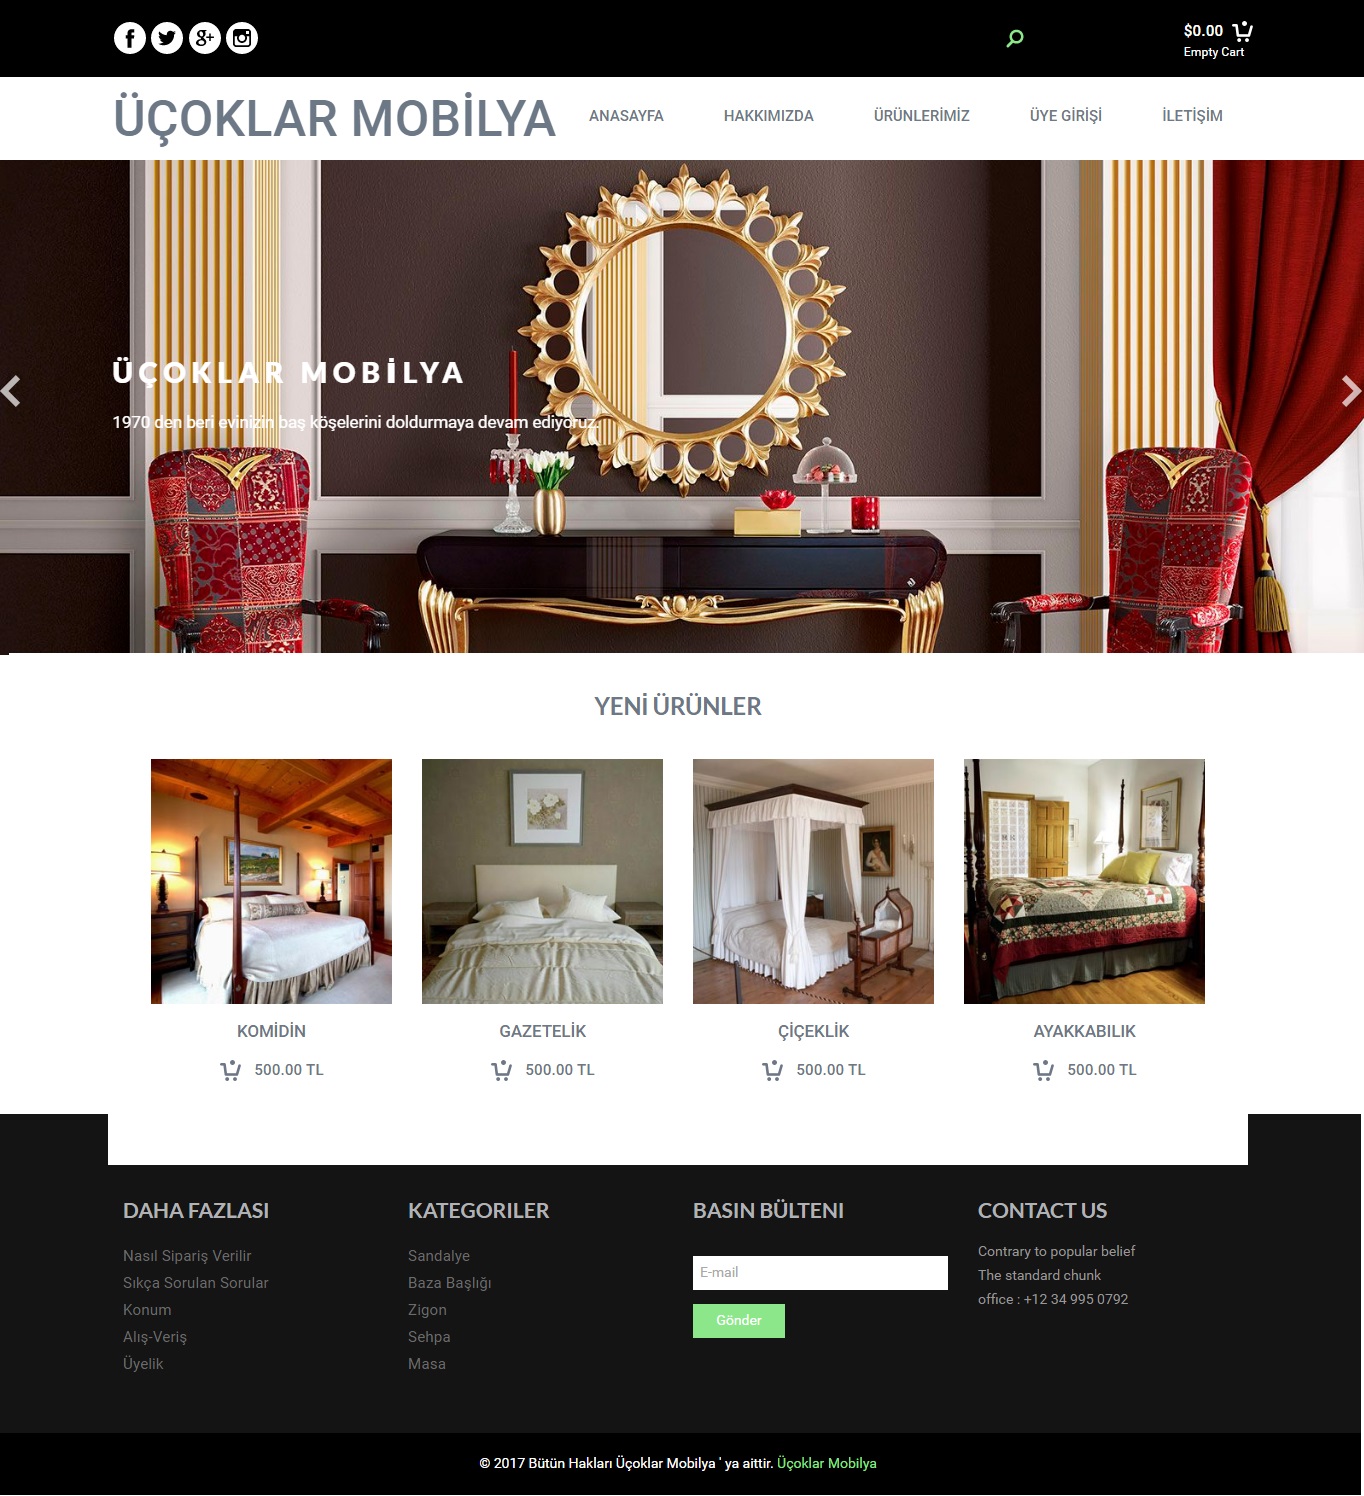 $0.00
Empty Cart
ÜÇOKLAR MOBİLYA
ANASAYFA HAKKIMIZDA ÜRÜNLERİMİZ ÜYE GİRİŞİ İLETİŞİM
ÜÇOKLAR MOBİLYA
1970 den beri evinizin baş köşelerini doldurmaya devam ediyoruz.
YENİ ÜRÜNLER
KOMİDİN
500.00 TL
GAZETELİK
500.00 TL
ÇİÇEKLİK
500.00 TL
AYAKKABILIK
500.00 TL
DAHA FAZLASI
Nasıl Sipariş Verilir
Sıkça Sorulan Sorular
Konum
Alış-Veriş
Üyelik
KATEGORILER
Sandalye
Baza Başlığı
Zigon
Sehpa
Masa
BASIN BÜLTENI
E-mail
Gönder
CONTACT US
Contrary to popular belief
The standard chunk
office : +12 34 995 0792
© 2017 Bütün Hakları Üçoklar Mobilya ' ya aittir. Üçoklar Mobilya